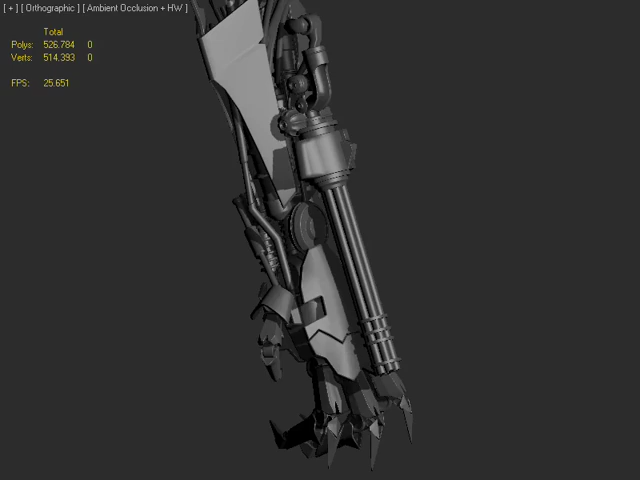 [ + ] [ Orthographic ] [ Ambient Occlusion + HW ]
Total
Polys: 526.784 0
Verts: 514.393 0
FPS: 25.651